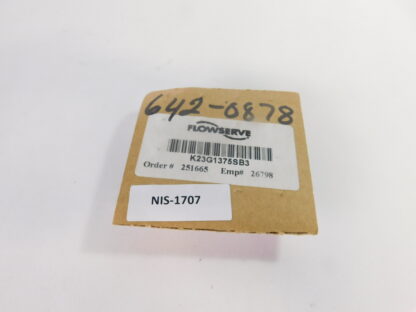 642-0878
FLOWSERVE
K23G1375SB3
Order # 251665 Emp# 26798
NIS-1707